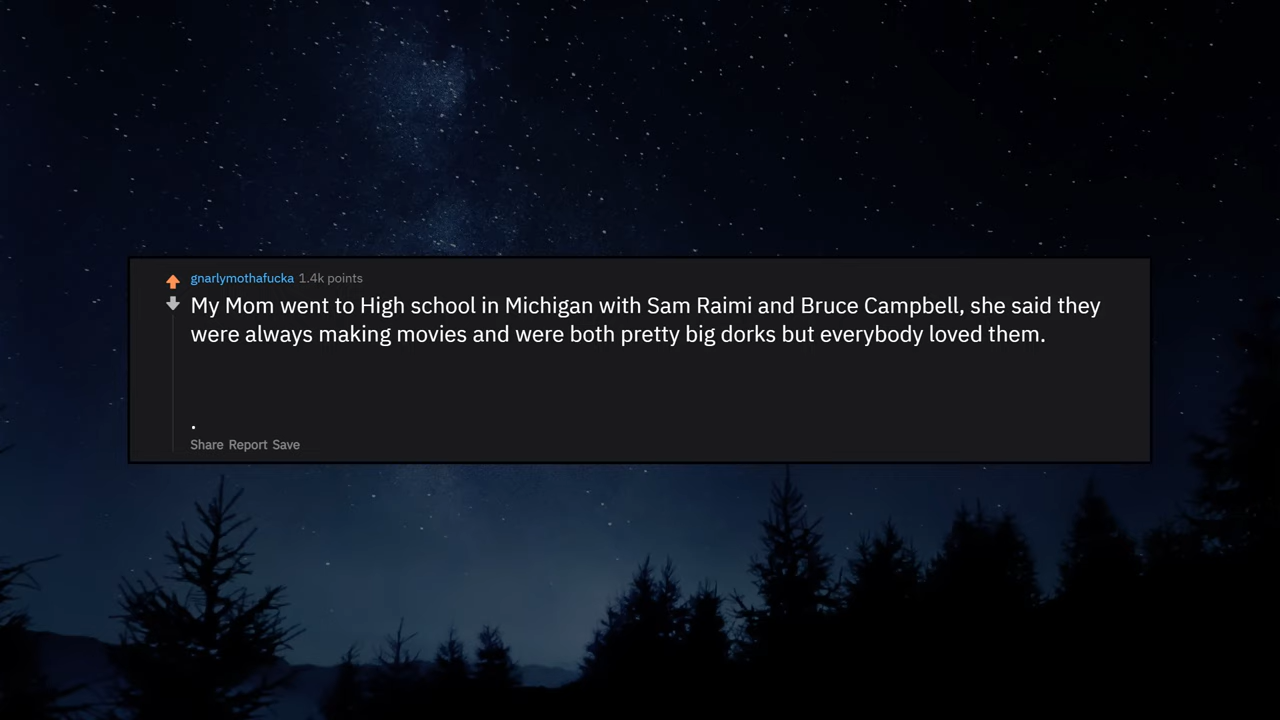 gnarlymothafucka 1.4k points
My Mom went to High school in Michigan with Sam Raimi and Bruce Campbell, she said they
were always making movies and were both pretty big dorks but everybody loved them.
.
Share Report Save